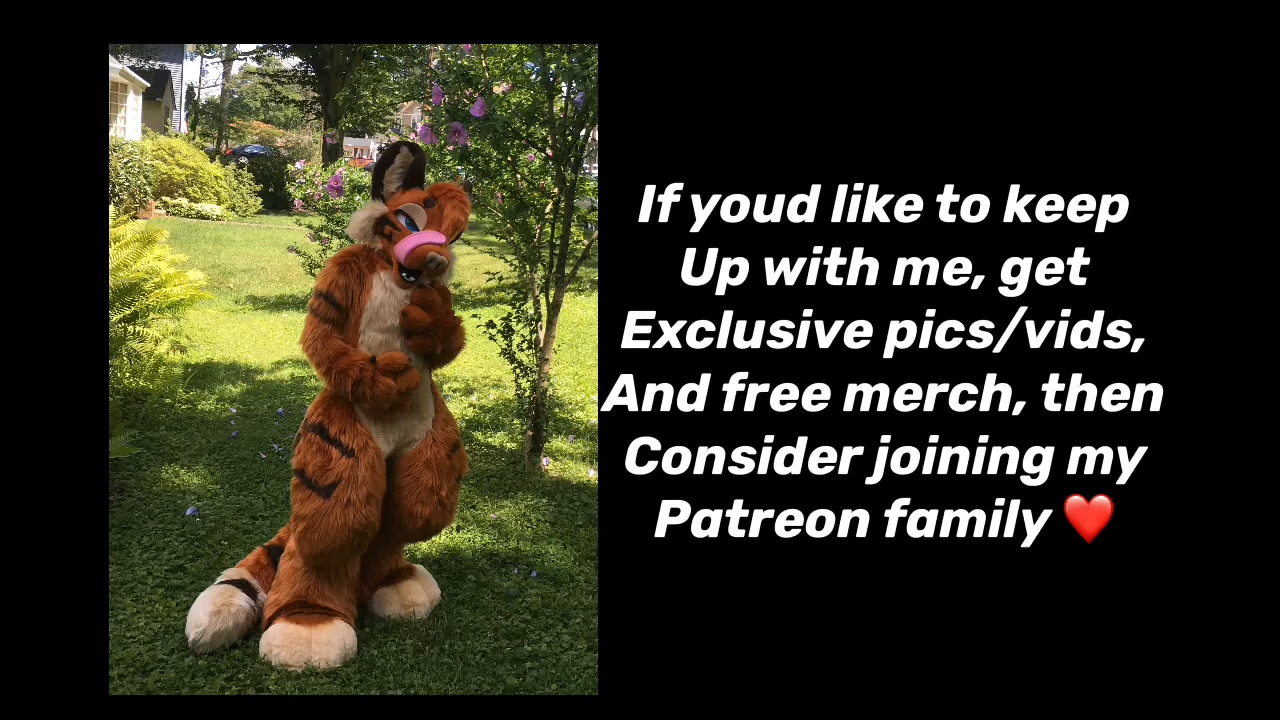 If youd like to keep
Up with me, get
Exclusive pics/vids,
And free merch, then
Consider joining my
Patreon family ❤️